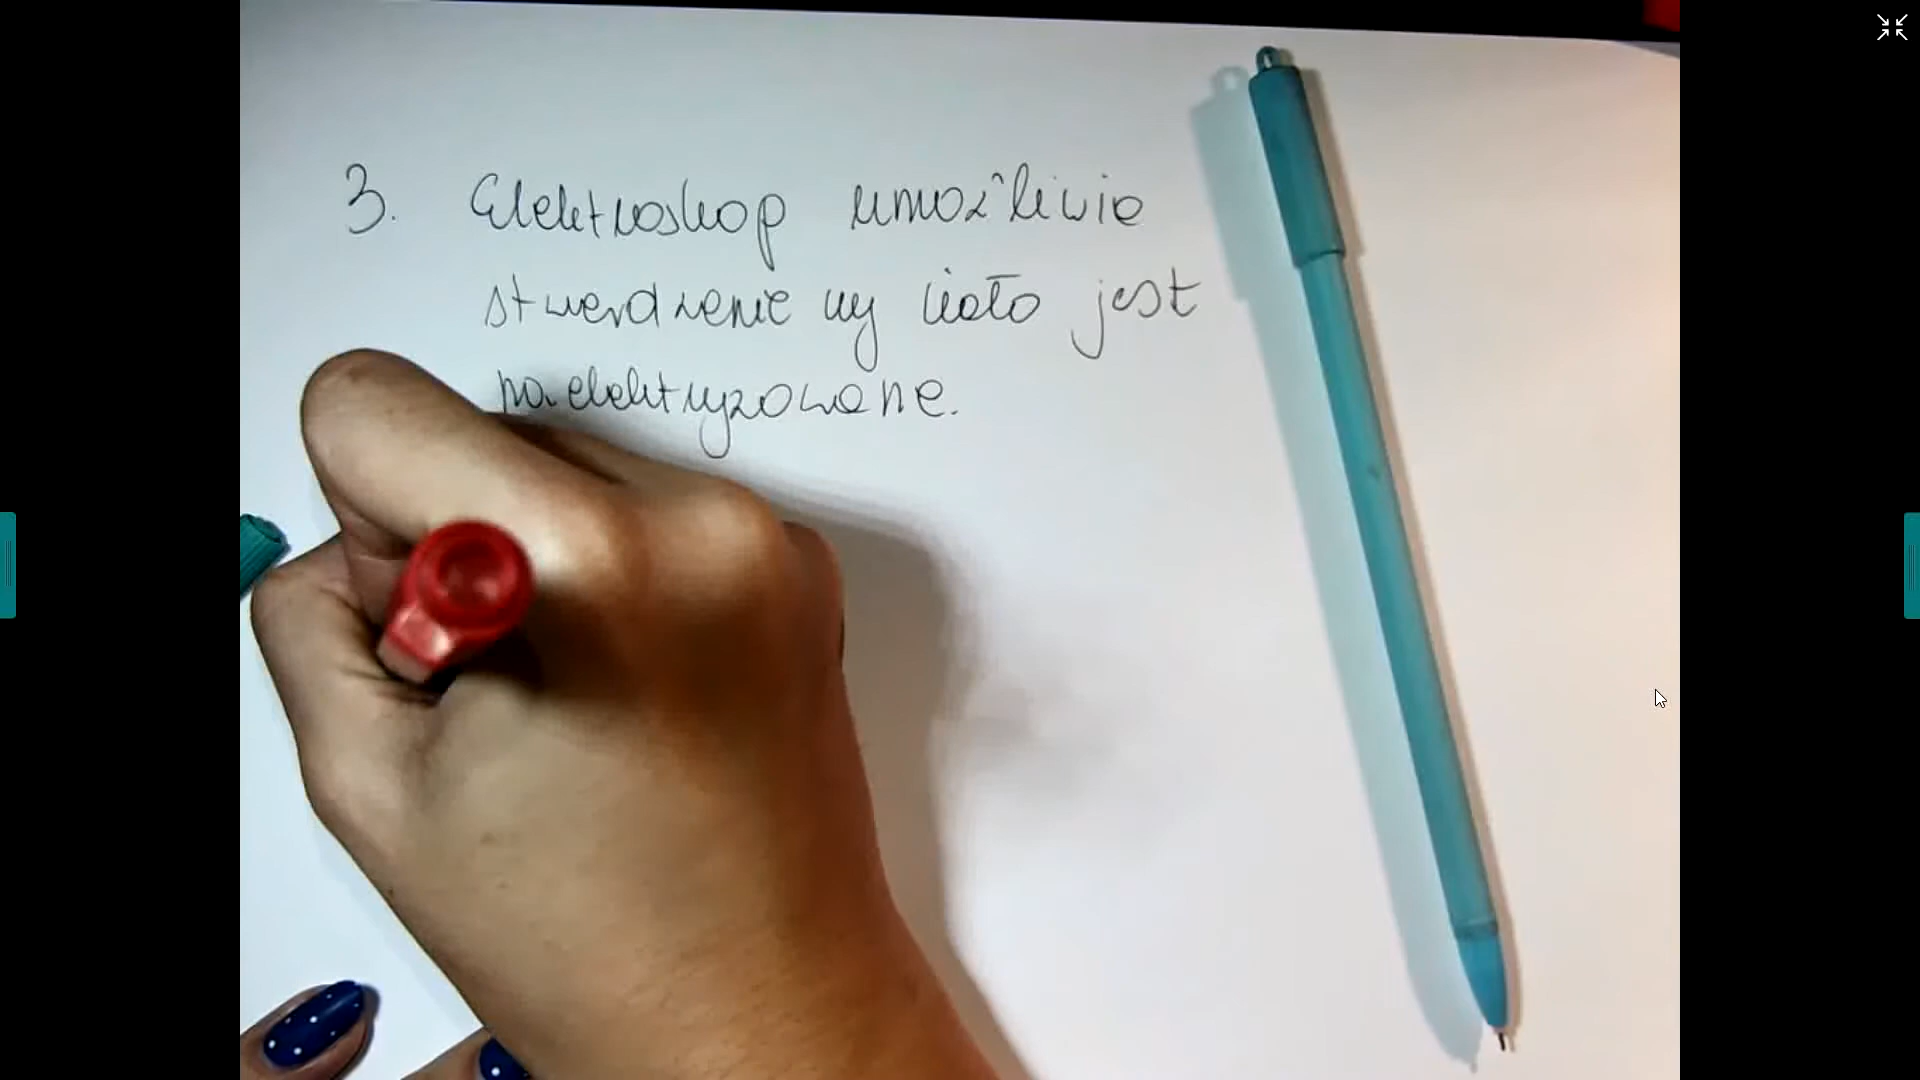 3. Elektroskop umożliwia
stwierdzenie czy ciało jest
naelektryzowane.